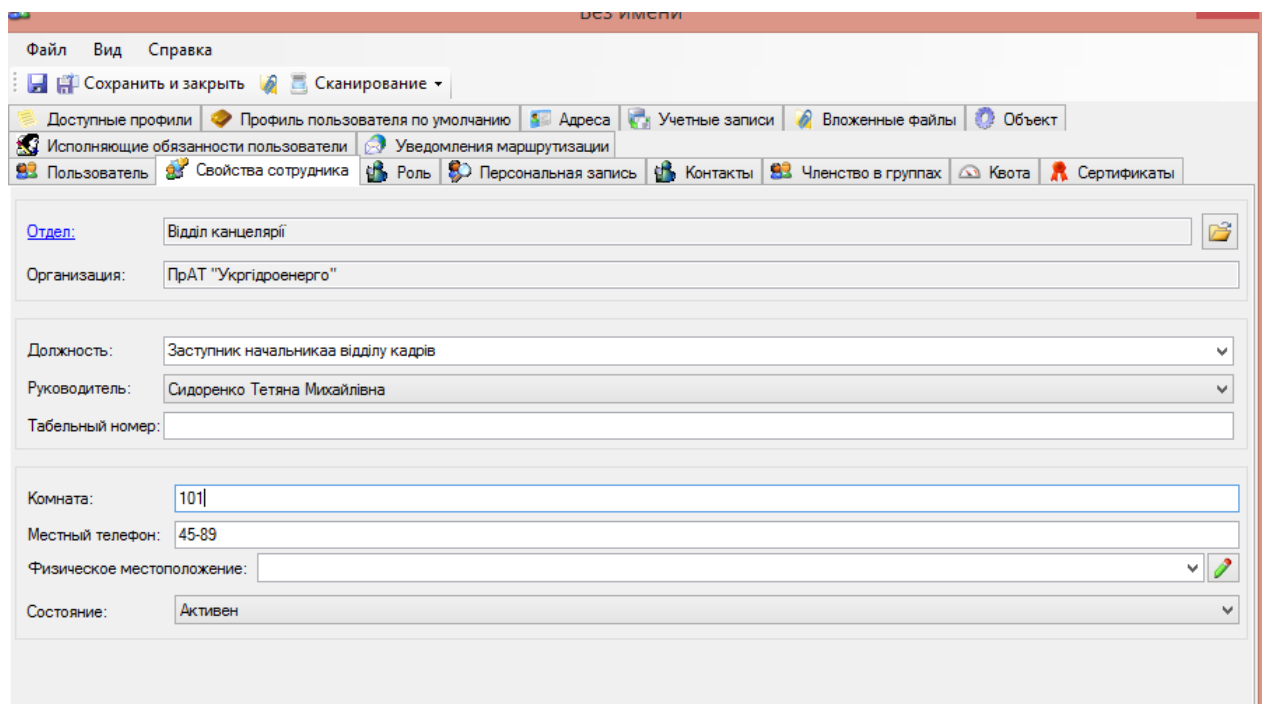 Без имени
Файл Вид Справка
Сохранить и закрыть Сканирование
Доступные профили Профиль пользователя по умолчанию Адреса Учетные записи Вложенные файлы Объект
Исполняющие обязанности пользователи Уведомления маршрутизации
Пользователь Свойства сотрудника Роль Персональная запись Контакты Членство в группах Квота Сертификаты
Отдел: Відділ канцелярії
Организация: ПрАТ "Укргідроенерго"
Должность: Заступник начальникаа відділу кадрів
Руководитель: Сидоренко Тетяна Михайлівна
Табельный номер:
Комната: 101
Местный телефон: 45-89
Физическое местоположение:
Состояние: Активен